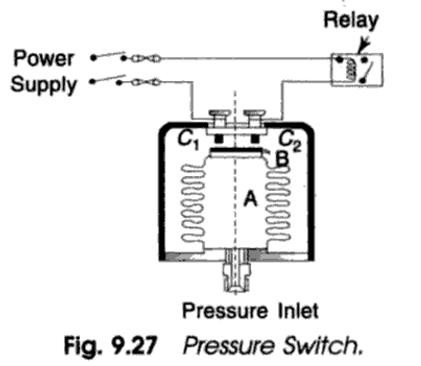 Relay
Power
Supply
C1 C2
B
A
Pressure Inlet
Fig. 9.27 Pressure Switch.